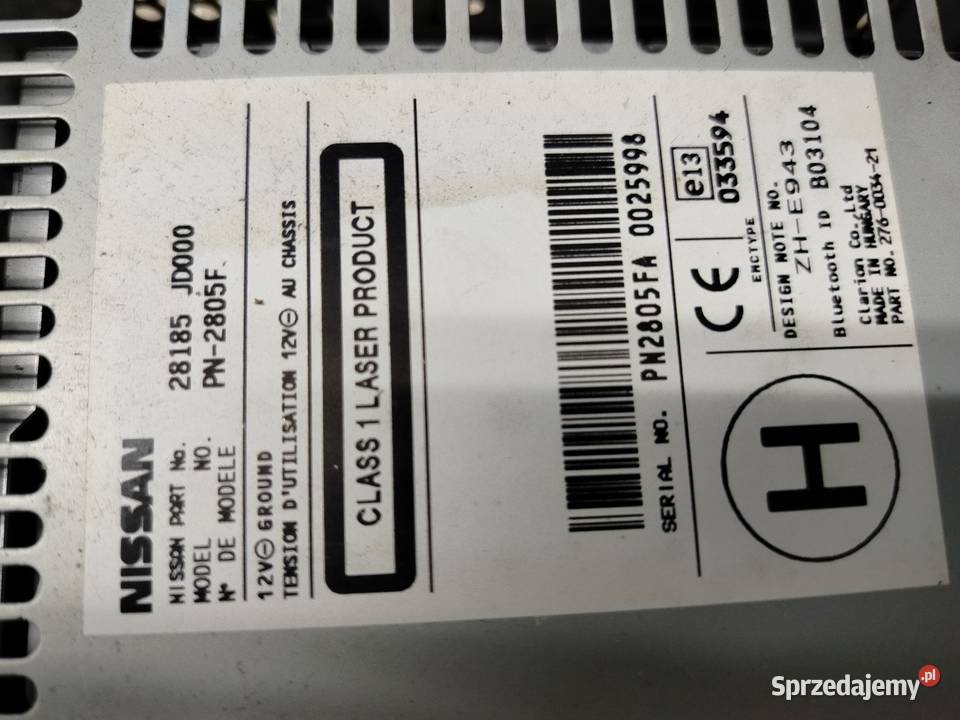 NISSAN
NISSAN PART No. 28185 JD000
MODEL NO. PN-2805F.
N° DE MODELE
12V⊖GROUND
TENSION D'UTILISATION 12V⊖ AU CHASSIS
CLASS 1 LASER PRODUCT
SERIAL NO. PN2805FA 0025998
CE
e13
033594
ENCTYPE
DESIGN NOTE NO.
ZH-E943
Bluetooth ID B03104
Clarion Co.,Ltd
MADE IN HUNGARY
PART NO. 276-0034-21
H
Sprzedajemy.pl